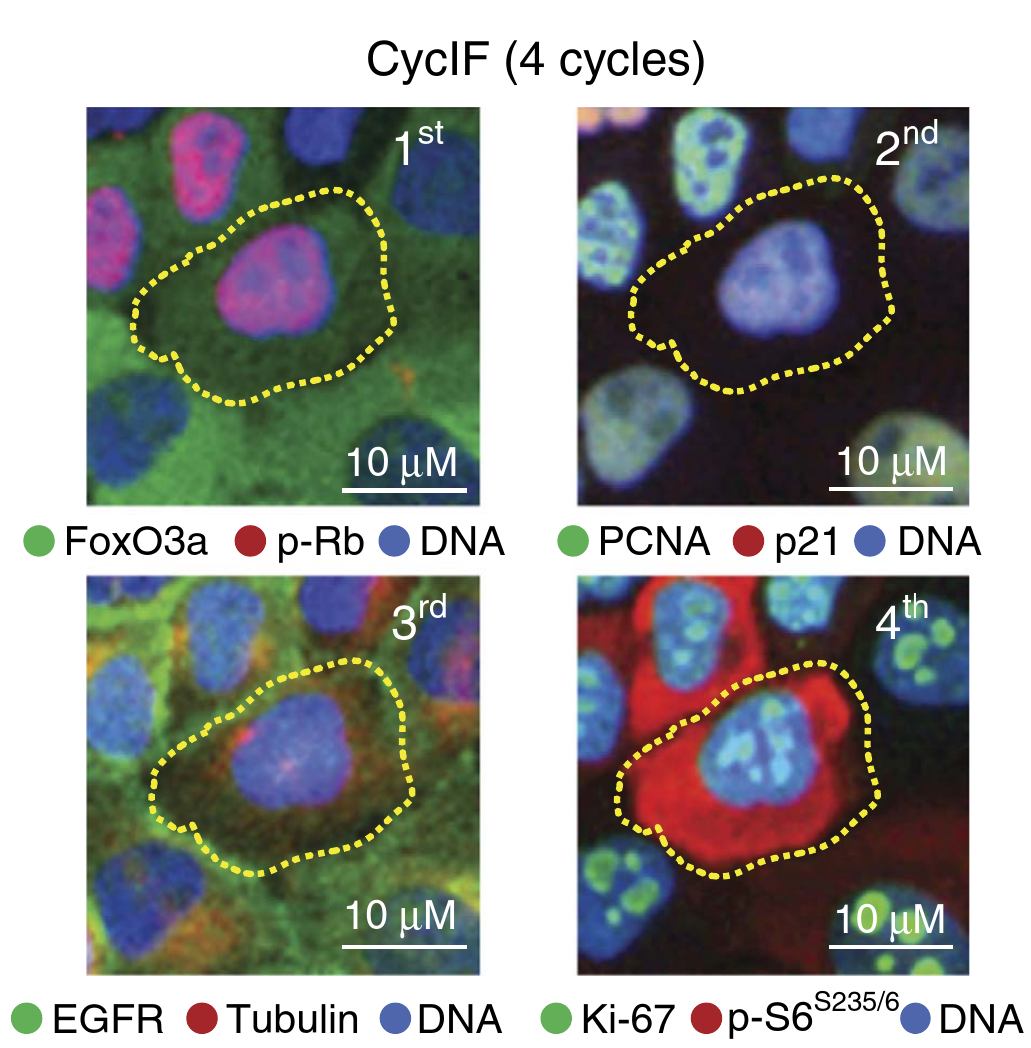 CycIF (4 cycles)
1st
2nd
10 μM
10 μM
FoxO3a p-Rb DNA
PCNA p21 DNA
3rd
4th
10 μM
10 μM
EGFR Tubulin DNA
Ki-67 p-S6S235/6 DNA